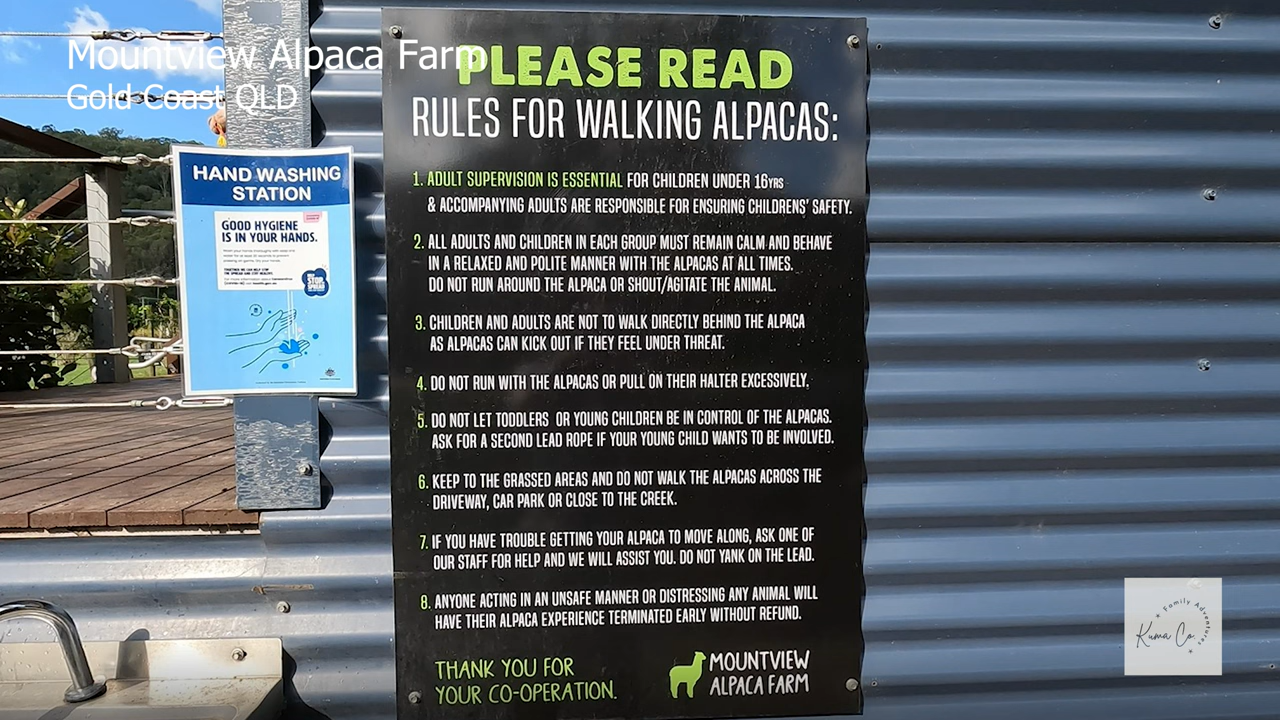 Mountview Alpaca Farm
Gold Coast QLD
HAND WASHING
STATION
GOOD HYGIENE
IS IN YOUR HANDS.
PLEASE READ
RULES FOR WALKING ALPACAS:
1. ADULT SUPERVISION IS ESSENTIAL FOR CHILDREN UNDER 16YRS
& ACCOMPANYING ADULTS ARE RESPONSIBLE FOR ENSURING CHILDRENS' SAFETY.
2. ALL ADULTS AND CHILDREN IN EACH GROUP MUST REMAIN CALM AND BEHAVE
IN A RELAXED AND POLITE MANNER WITH THE ALPACAS AT ALL TIMES.
DO NOT RUN AROUND THE ALPACA OR SHOUT/AGITATE THE ANIMAL.
3. CHILDREN AND ADULTS ARE NOT TO WALK DIRECTLY BEHIND THE ALPACA
AS ALPACAS CAN KICK OUT IF THEY FEEL UNDER THREAT.
4. DO NOT RUN WITH THE ALPACAS OR PULL ON THEIR HALTER EXCESSIVELY.
5. DO NOT LET TODDLERS OR YOUNG CHILDREN BE IN CONTROL OF THE ALPACAS.
ASK FOR A SECOND LEAD ROPE IF YOUR YOUNG CHILD WANTS TO BE INVOLVED.
6. KEEP TO THE GRASSED AREAS AND DO NOT WALK THE ALPACAS ACROSS THE
DRIVEWAY, CAR PARK OR CLOSE TO THE CREEK.
7. IF YOU HAVE TROUBLE GETTING YOUR ALPACA TO MOVE ALONG, ASK ONE OF
OUR STAFF FOR HELP AND WE WILL ASSIST YOU. DO NOT YANK ON THE LEAD.
8. ANYONE ACTING IN AN UNSAFE MANNER OR DISTRESSING ANY ANIMAL WILL
HAVE THEIR ALPACA EXPERIENCE TERMINATED EARLY WITHOUT REFUND.
THANK YOU FOR
YOUR CO-OPERATION.
MOUNTVIEW
ALPACA FARM
Family Adventures
Kuma Co.